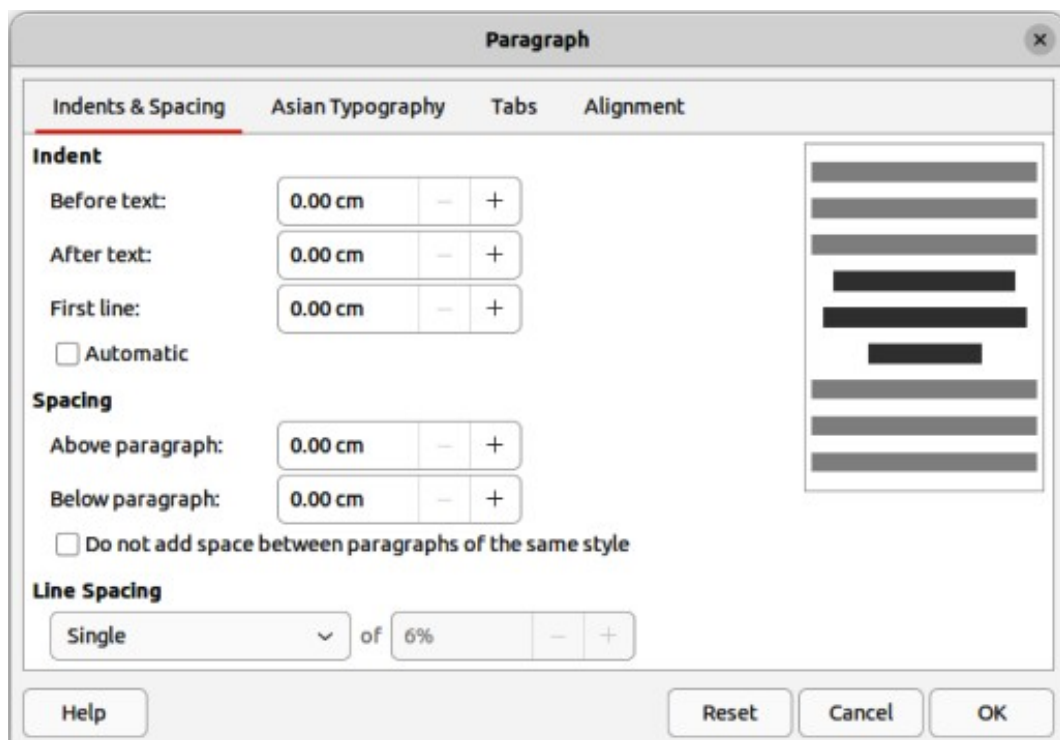 Paragraph
Indents & Spacing Asian Typography Tabs Alignment
Indent
Before text: 0.00 cm
After text: 0.00 cm
First line: 0.00 cm
Automatic
Spacing
Above paragraph: 0.00 cm
Below paragraph: 0.00 cm
Do not add space between paragraphs of the same style
Line Spacing
Single of 6%
Help Reset Cancel OK